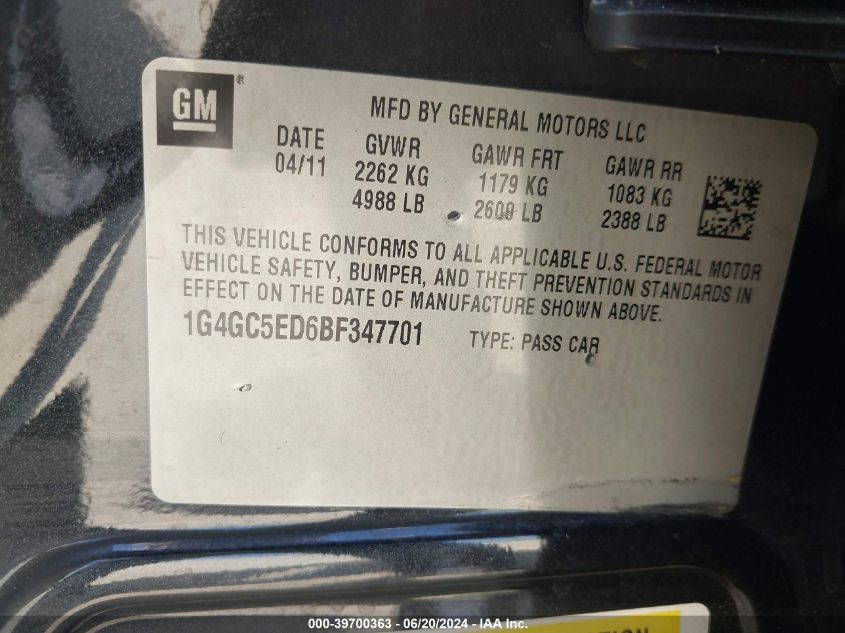 GM®
MFD BY GENERAL MOTORS LLC
DATE GVWR GAWR FRT GAWR RR
04/11 2262 KG 1179 KG 1083 KG
4988 LB 2600 LB 2388 LB
THIS VEHICLE CONFORMS TO ALL APPLICABLE U.S. FEDERAL MOTOR
VEHICLE SAFETY, BUMPER, AND THEFT PREVENTION STANDARDS IN
EFFECT ON THE DATE OF MANUFACTURE SHOWN ABOVE.
1G4GC5ED6BF347701 TYPE: PASS CAR
000-39700363 - 06/20/2024 - IAA Inc.